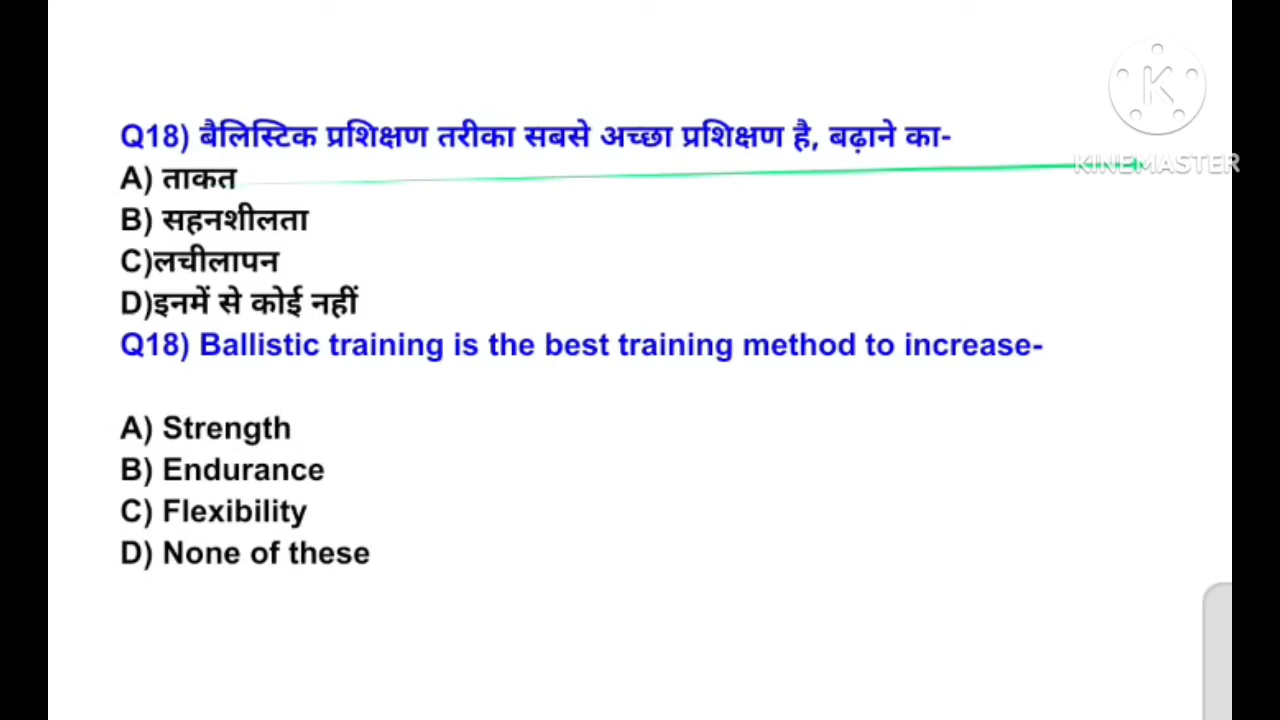 Q18) बैलिस्टिक प्रशिक्षण तरीका सबसे अच्छा प्रशिक्षण है, बढ़ाने का-
KINEMASTER
A) ताकत
B) सहनशीलता
C)लचीलापन
D)इनमें से कोई नहीं
Q18) Ballistic training is the best training method to increase-
A) Strength
B) Endurance
C) Flexibility
D) None of these